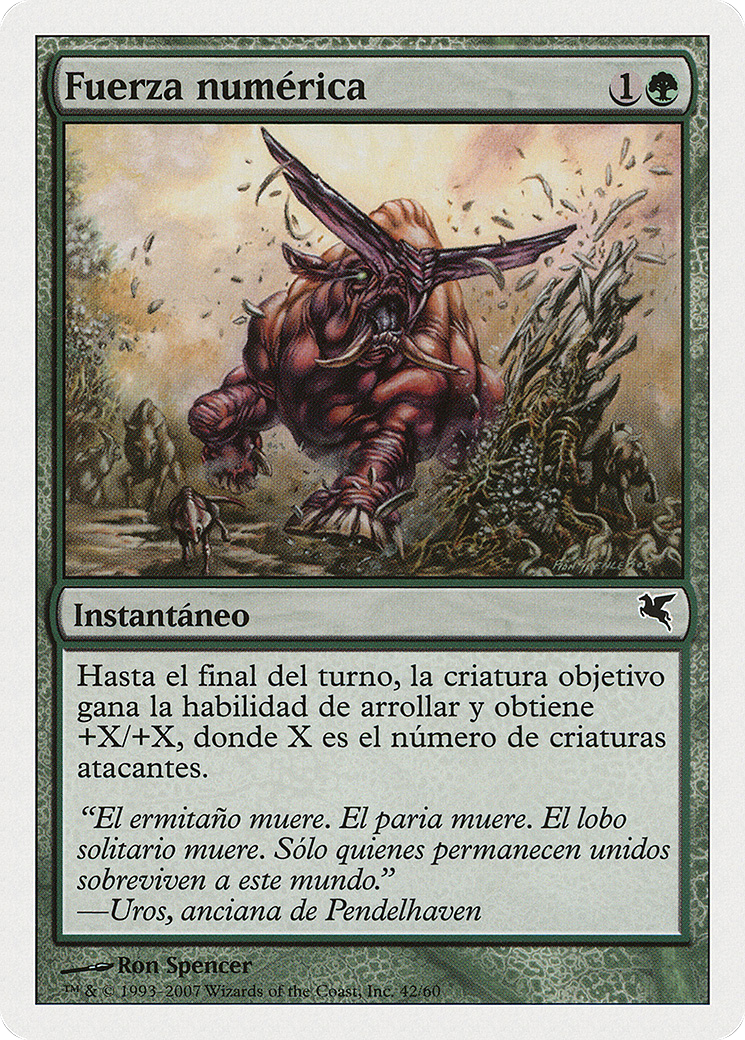 Fuerza numérica
1
RON SPENCER 05
Instantáneo
Hasta el final del turno, la criatura objetivo
gana la habilidad de arrollar y obtiene
+X/+X, donde X es el número de criaturas
atacantes.
“El ermitaño muere. El paria muere. El lobo
solitario muere. Sólo quienes permanecen unidos
sobreviven a este mundo.”
—Uros, anciana de Pendelhaven
Ron Spencer
™ & © 1993–2007 Wizards of the Coast, Inc. 42/60